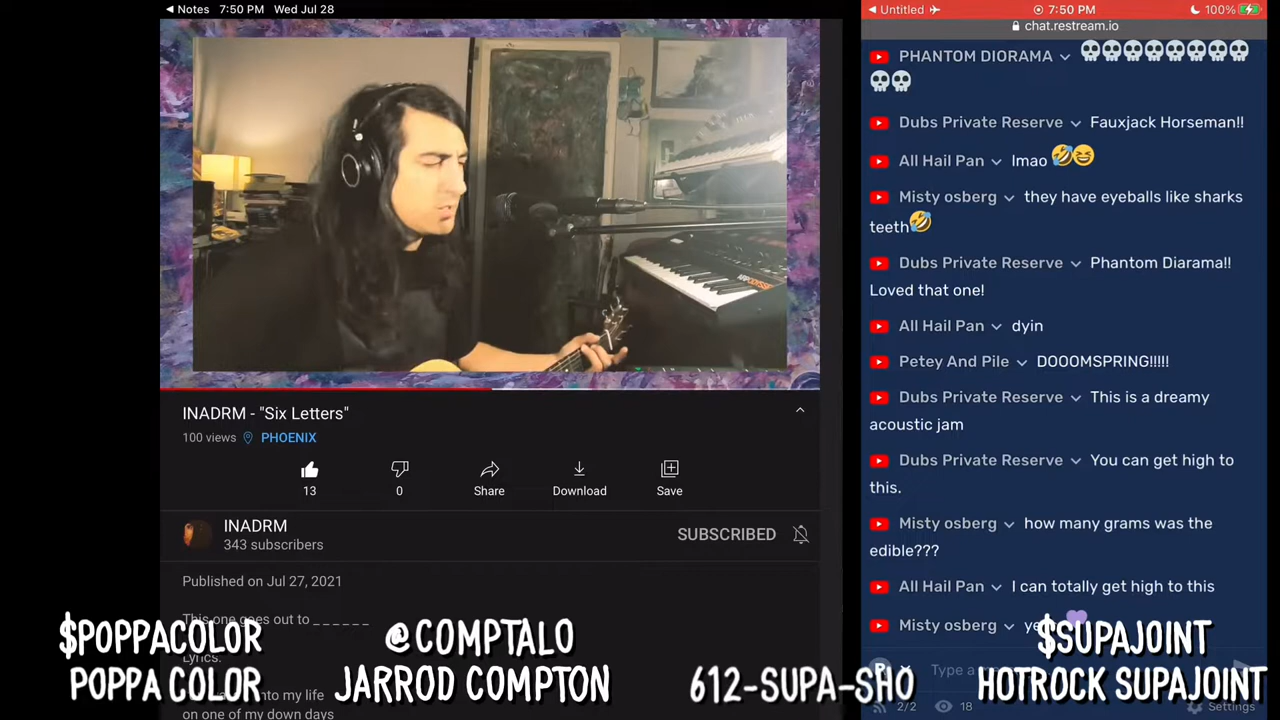 Notes 7:50 PM Wed Jul 28
INADRM - "Six Letters"
100 views PHOENIX
13 0 Share Download Save
INADRM
343 subscribers
SUBSCRIBED
Published on Jul 27, 2021
This one goes out to _ _ _ _ _ _
Lyrics:
into my life
on one of my down days
Untitled 7:50 PM 100%
chat.restream.io
PHANTOM DIORAMA 💀💀💀💀💀💀💀💀
💀💀
Dubs Private Reserve Fauxjack Horseman!!
All Hail Pan lmao 🤣😆
Misty osberg they have eyeballs like sharks
teeth🤣
Dubs Private Reserve Phantom Diarama!!
Loved that one!
All Hail Pan dyin
Petey And Pile DOOOMSPRING!!!!!
Dubs Private Reserve This is a dreamy
acoustic jam
Dubs Private Reserve You can get high to
this.
Misty osberg how many grams was the
edible???
All Hail Pan I can totally get high to this
Misty osberg 💜
Type a
2/2 18 Settings
$POPPACOLOR @COMPTALO $SUPAJOINT
POPPA COLOR JARROD COMPTON 612-SUPA-SHO HOTROCK SUPAJOINT